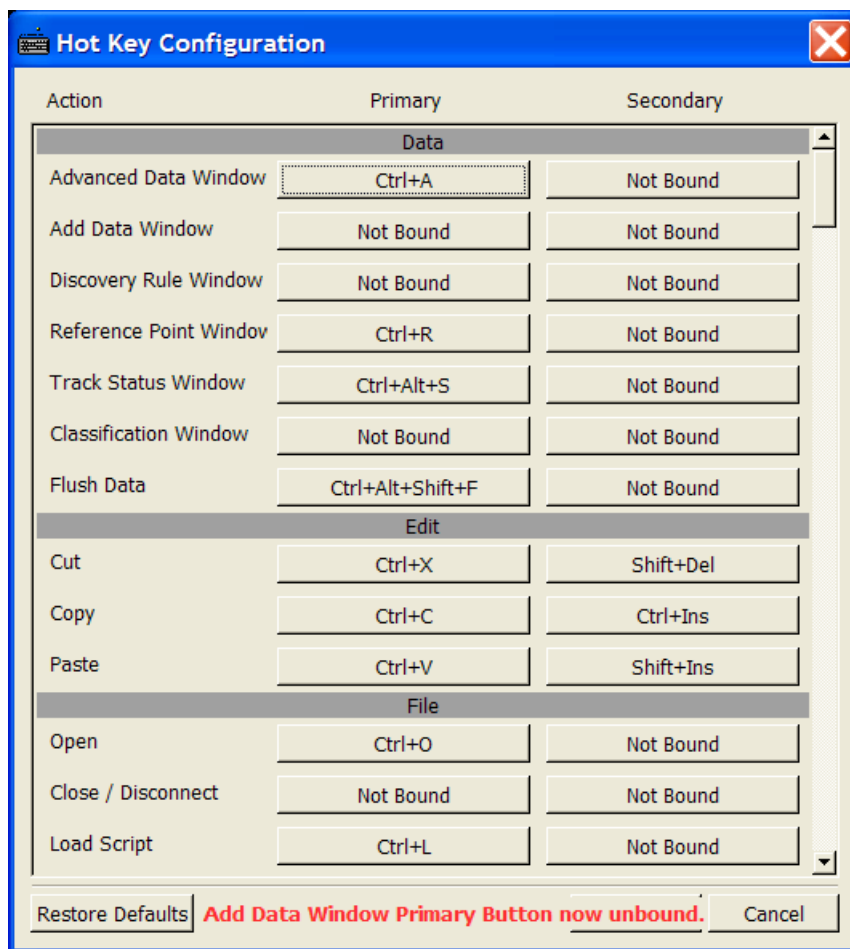 Hot Key Configuration
Action Primary Secondary
Data
Advanced Data Window Ctrl+A Not Bound
Add Data Window Not Bound Not Bound
Discovery Rule Window Not Bound Not Bound
Reference Point Window Ctrl+R Not Bound
Track Status Window Ctrl+Alt+S Not Bound
Classification Window Not Bound Not Bound
Flush Data Ctrl+Alt+Shift+F Not Bound
Edit
Cut Ctrl+X Shift+Del
Copy Ctrl+C Ctrl+Ins
Paste Ctrl+V Shift+Ins
File
Open Ctrl+O Not Bound
Close / Disconnect Not Bound Not Bound
Load Script Ctrl+L Not Bound
Restore Defaults Add Data Window Primary Button now unbound. Cancel